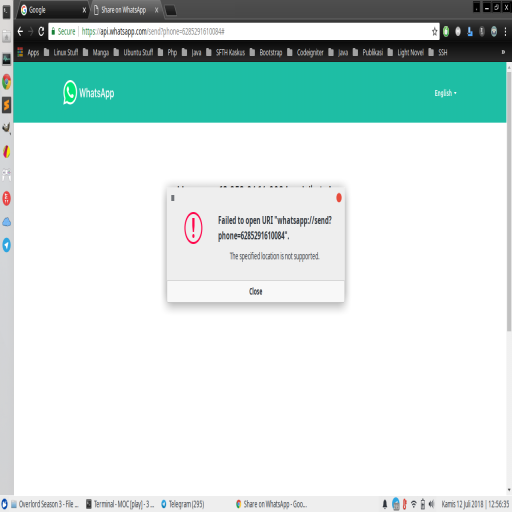 Google
Share on WhatsApp
Secure
https://api.whatsapp.com/send?phone=6285291610084#
Apps
Linux Stuff
Manga
Ubuntu Stuff
Php
Java
SFTH Kaskus
Bootstrap
Codeigniter
Java
Publikasi
Light Novel
SSH
»
WhatsApp
English
Failed to open URI "whatsapp://send?
phone=6285291610084".
The specified location is not supported.
Close
Overlord Season 3 - File ...
Terminal - MOC [play] - 3 ...
Telegram (295)
Share on WhatsApp - Goo...
Kamis 12 Juli 2018 | 12:56:35